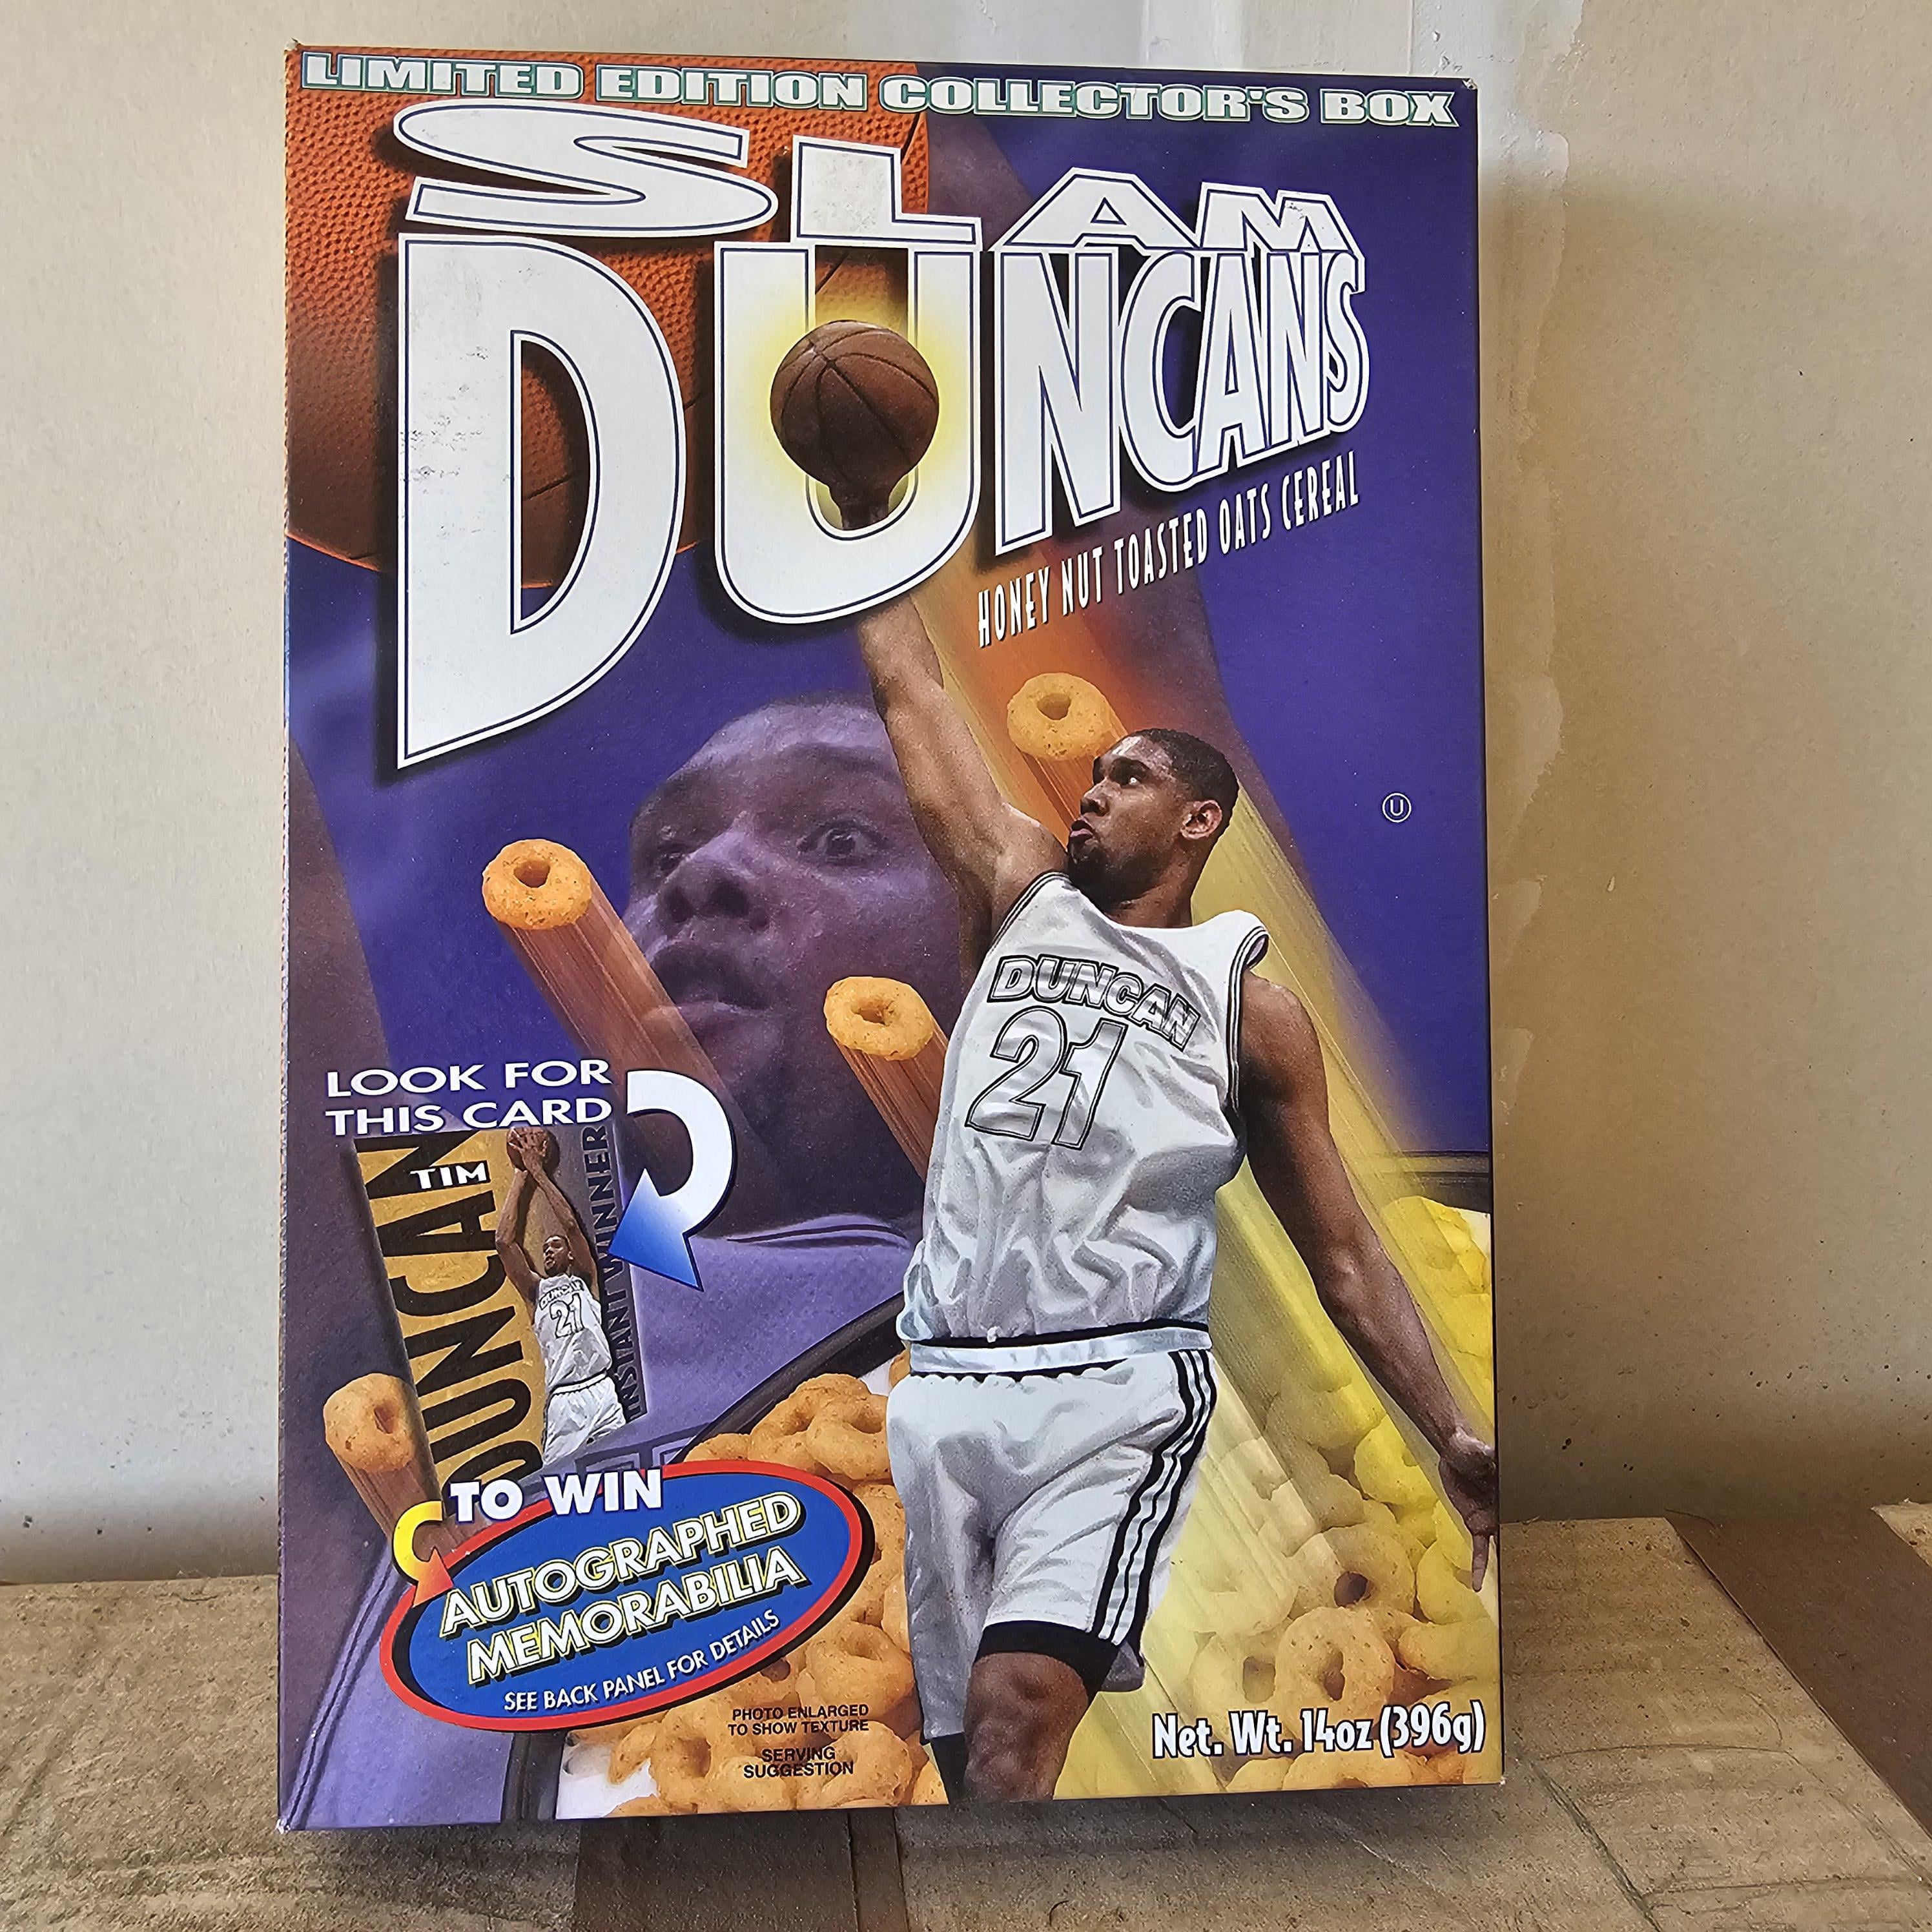 LIMITED EDITION COLLECTOR'S BOX
SLAM
DUNCANS
HONEY NUT TOASTED OATS CEREAL
U
DUNCAN
21
LOOK FOR
THIS CARD
TIM
DUNCAN
INSTANT WINNER
DUNCAN
21
TO WIN
AUTOGRAPHED
MEMORABILIA
SEE BACK PANEL FOR DETAILS
PHOTO ENLARGED
TO SHOW TEXTURE
SERVING
SUGGESTION
Net. Wt. 14oz (396g)